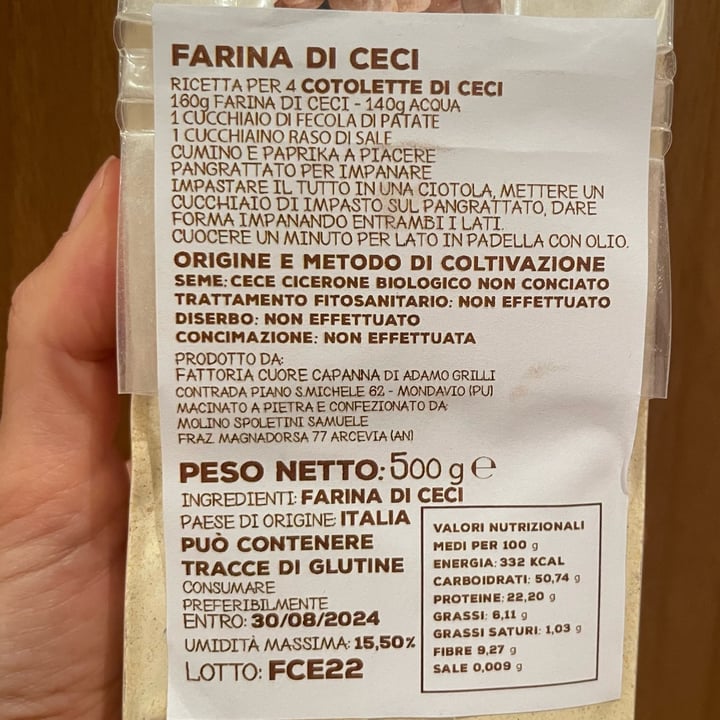 FARINA DI CECI
RICETTA PER 4 COTOLETTE DI CECI
160g FARINA DI CECI - 140g ACQUA
1 CUCCHIAIO DI FECOLA DI PATATE
1 CUCCHIAINO RASO DI SALE
CUMINO E PAPRIKA A PIACERE
PANGRATTATO PER IMPANARE
IMPASTARE IL TUTTO IN UNA CIOTOLA, METTERE UN
CUCCHIAIO DI IMPASTO SUL PANGRATTATO, DARE
FORMA IMPANANDO ENTRAMBI I LATI.
CUOCERE UN MINUTO PER LATO IN PADELLA CON OLIO.
ORIGINE E METODO DI COLTIVAZIONE
SEME: CECE CICERONE BIOLOGICO NON CONCIATO
TRATTAMENTO FITOSANITARIO: NON EFFETTUATO
DISERBO: NON EFFETTUATO
CONCIMAZIONE: NON EFFETTUATA
PRODOTTO DA:
FATTORIA CUORE CAPANNA DI ADAMO GRILLI
CONTRADA PIANO S.MICHELE 62 - MONDAVIO (PU)
MACINATO A PIETRA E CONFEZIONATO DA:
MOLINO SPOLETINI SAMUELE
FRAZ. MAGNADORSA 77 ARCEVIA (AN)
PESO NETTO: 500 g ℮
INGREDIENTI: FARINA DI CECI
PAESE DI ORIGINE: ITALIA
PUÒ CONTENERE
TRACCE DI GLUTINE
CONSUMARE
PREFERIBILMENTE
ENTRO: 30/08/2024
UMIDITÀ MASSIMA: 15,50%
LOTTO: FCE22
VALORI NUTRIZIONALI
MEDI PER 100 g
ENERGIA: 332 KCAL
CARBOIDRATI: 50,74 g
PROTEINE: 22,20 g
GRASSI: 6,11 g
GRASSI SATURI: 1,03 g
FIBRE 9,27 g
SALE 0,009 g